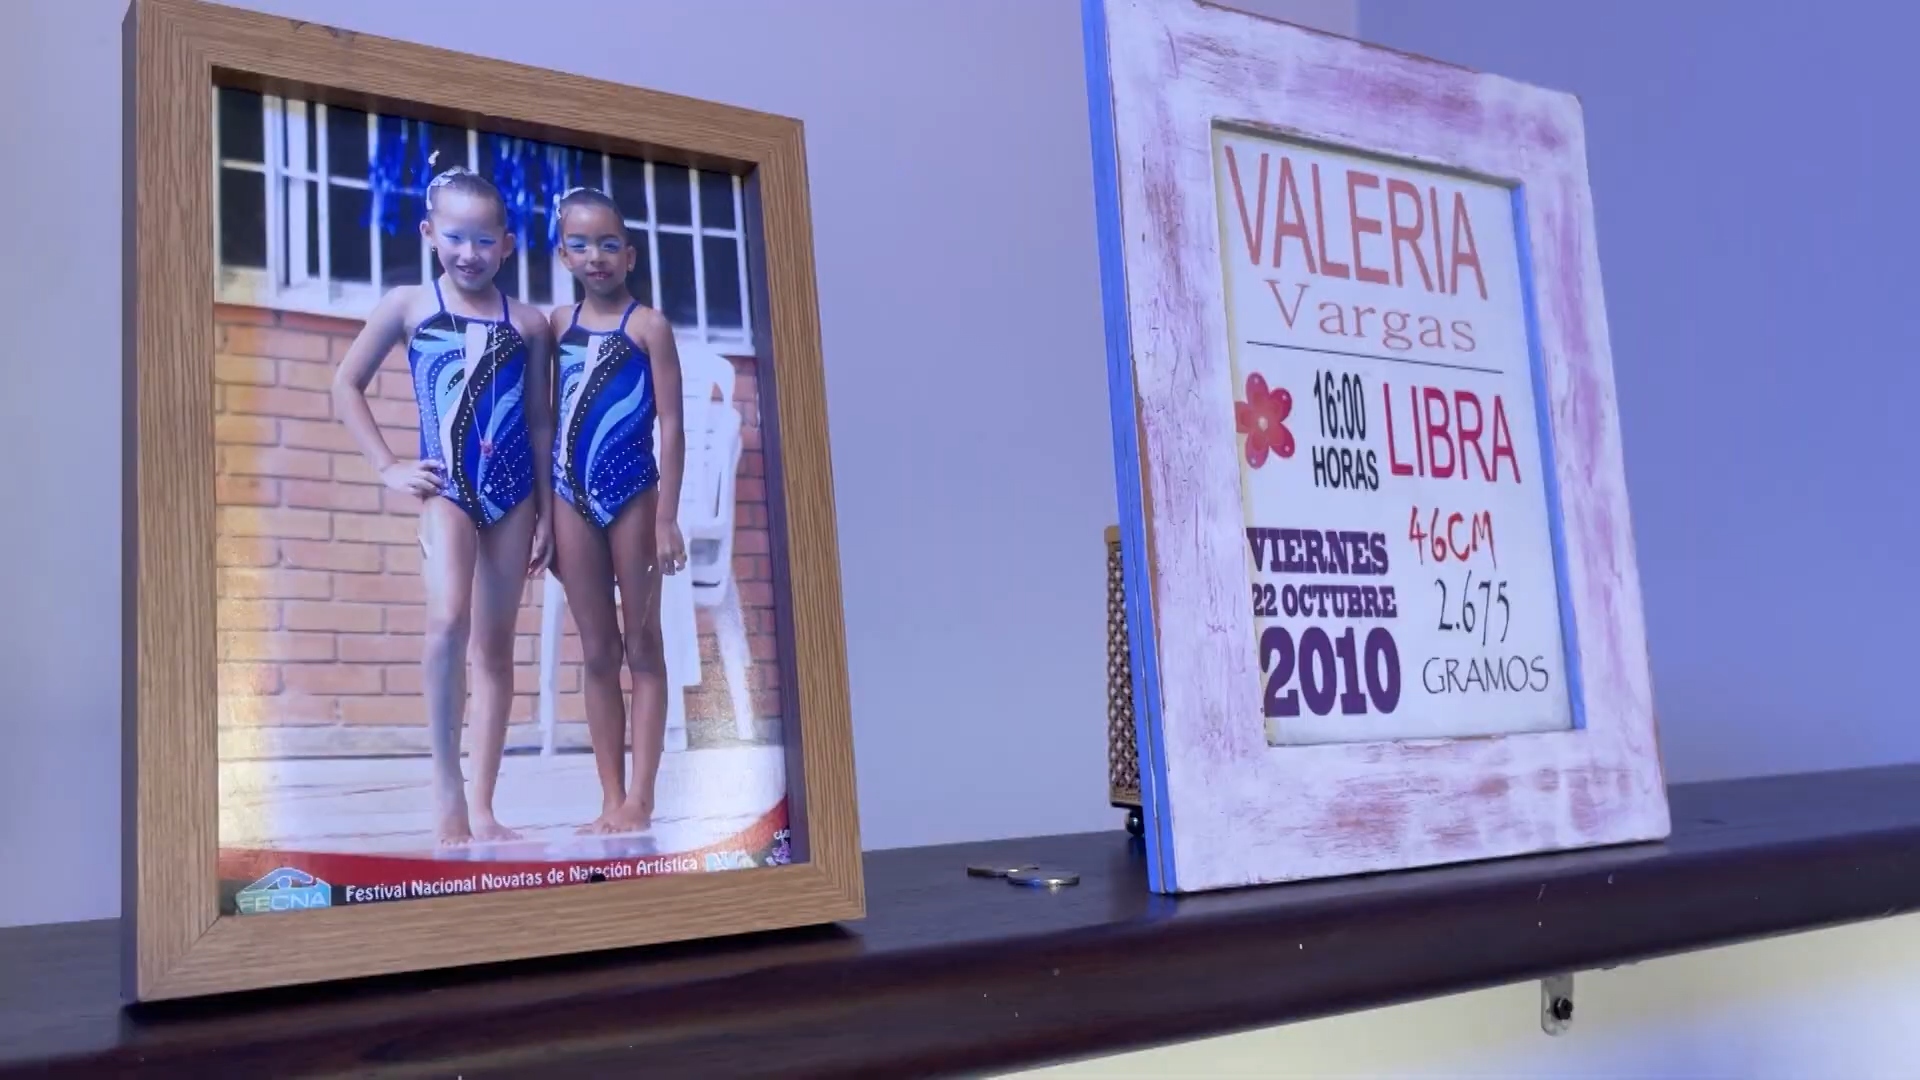 FECNA
Festival Nacional Novatas de Natación Artística
VALERIA
Vargas
16:00
HORAS
LIBRA
46CM
2.675
GRAMOS
VIERNES
22 OCTUBRE
2010